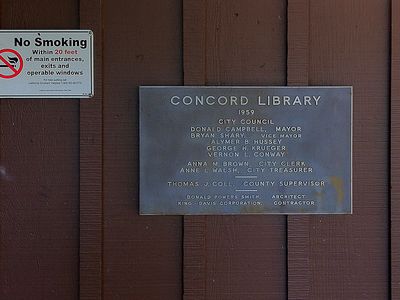 No Smoking
Within 20 feet
of main entrances,
exits and
operable windows
CONCORD LIBRARY
1959
CITY COUNCIL
DONALD CAMPBELL, MAYOR
BRYAN SHARY, VICE MAYOR
ALYMER B. HUSSEY
GEORGE H. KRUEGER
VERNON L. CONWAY
ANNA M. BROWN, CITY CLERK
ANNE L. WALSH, CITY TREASURER
THOMAS J. COLL, COUNTY SUPERVISOR
DONALD POWERS SMITH, ARCHITECT
KING - DAVIS CORPORATION, CONTRACTOR